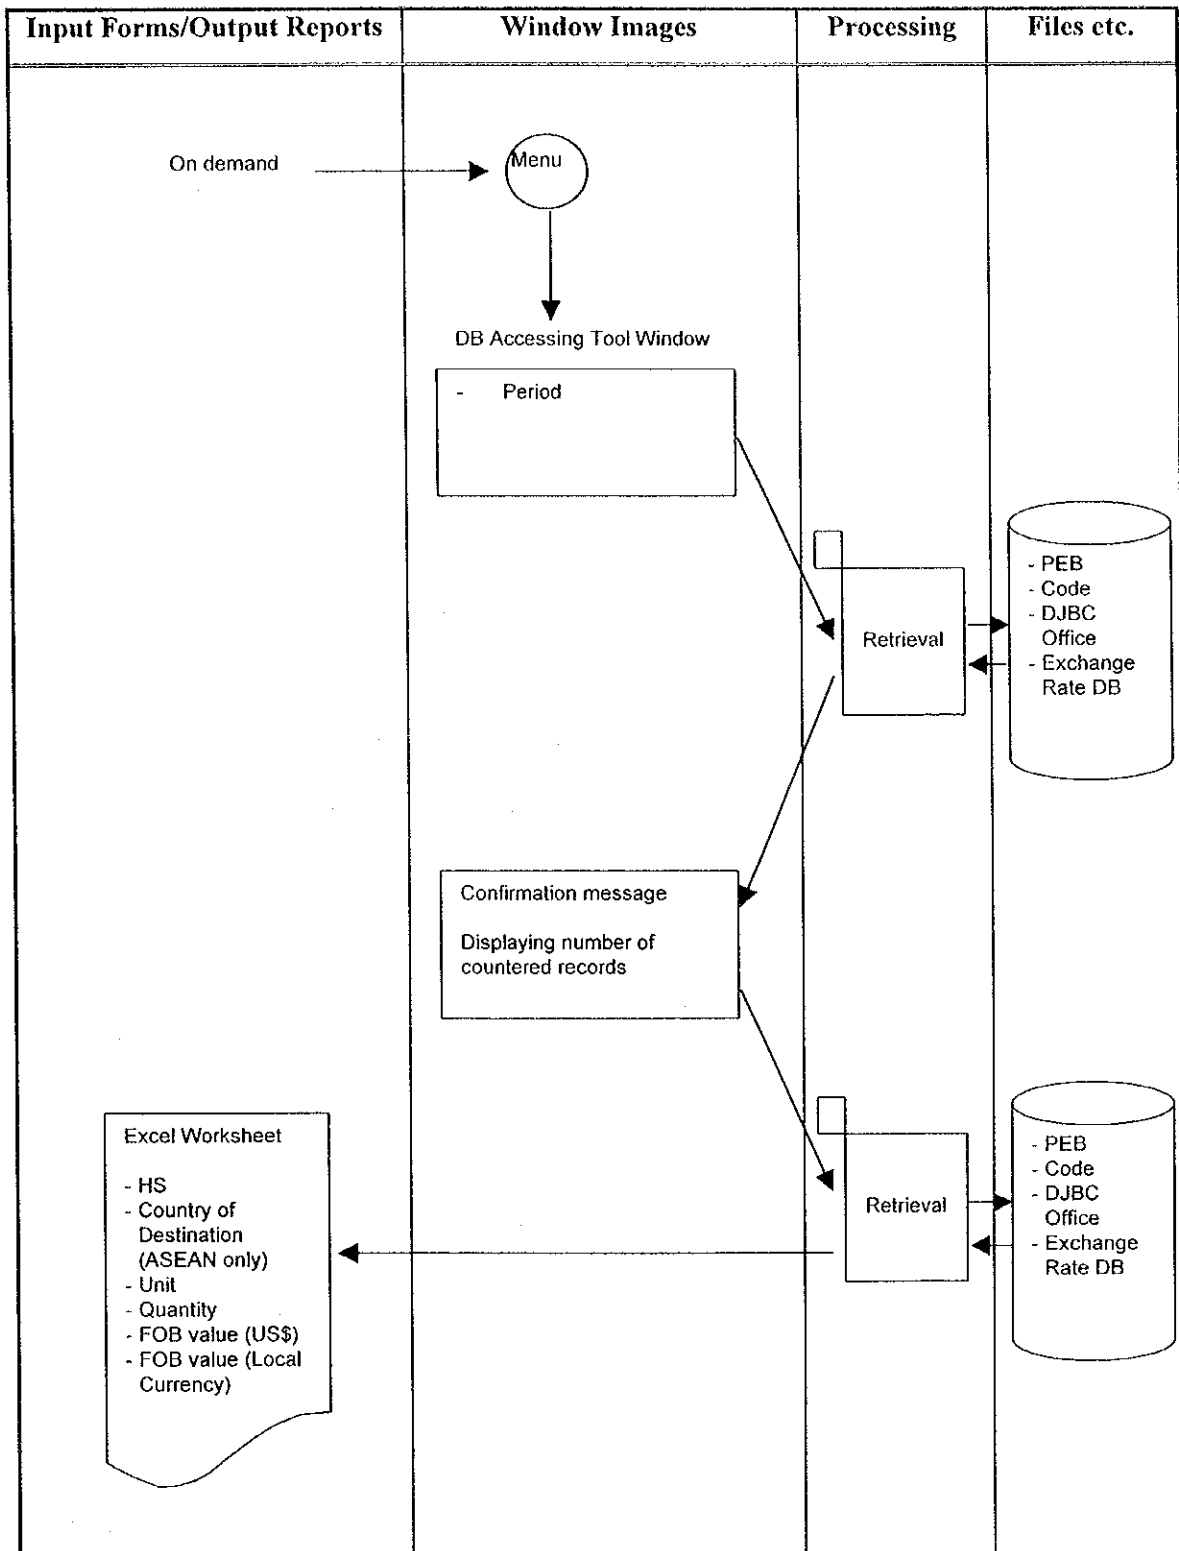 Input Forms/Output Reports
Window Images
Processing
Files etc.
On demand
Menu
DB Accessing Tool Window
- Period
- PEB
- Code
- DJBC
Office
- Exchange
Rate DB
Retrieval
Confirmation message
Displaying number of
countered records
Excel Worksheet
- HS
- Country of
Destination
(ASEAN only)
- Unit
- Quantity
- FOB value (US$)
- FOB value (Local
Currency)
Retrieval
- PEB
- Code
- DJBC
Office
- Exchange
Rate DB